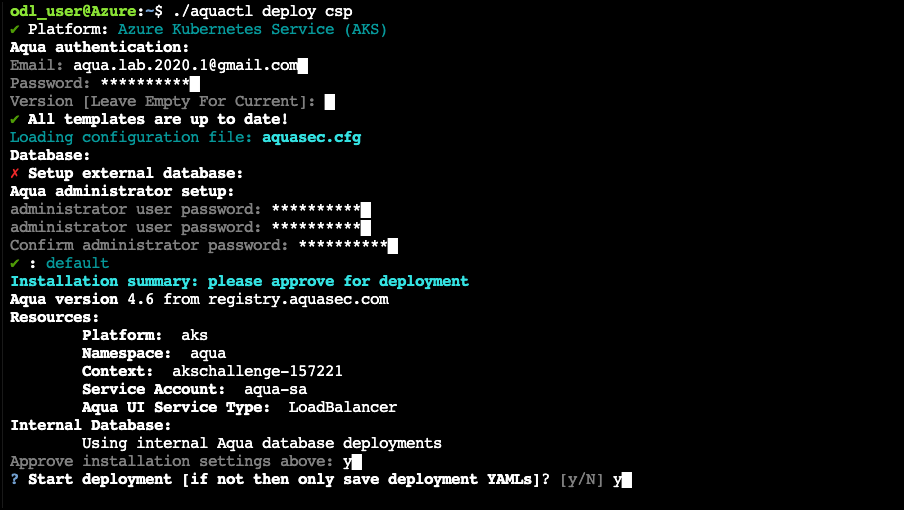 odl_user@Azure:~$ ./aquactl deploy csp
✔ Platform: Azure Kubernetes Service (AKS)
Aqua authentication:
Email: aqua.lab.2020.1@gmail.com
Password: **********
Version [Leave Empty For Current]:
✔ All templates are up to date!
Loading configuration file: aquasec.cfg
Database:
✗ Setup external database:
Aqua administrator setup:
administrator user password: **********
administrator user password: **********
Confirm administrator password: **********
✔ : default
Installation summary: please approve for deployment
Aqua version 4.6 from registry.aquasec.com
Resources:
Platform: aks
Namespace: aqua
Context: akschallenge-157221
Service Account: aqua-sa
Aqua UI Service Type: LoadBalancer
Internal Database:
Using internal Aqua database deployments
Approve installation settings above: y
? Start deployment [if not then only save deployment YAMLs]? [y/N] y